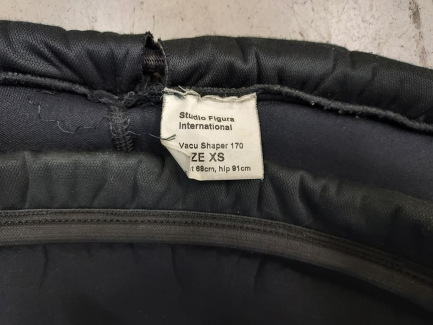 Studio Figura
International
Vacu Shaper 170
ZE XS
t 68cm, hip 91cm